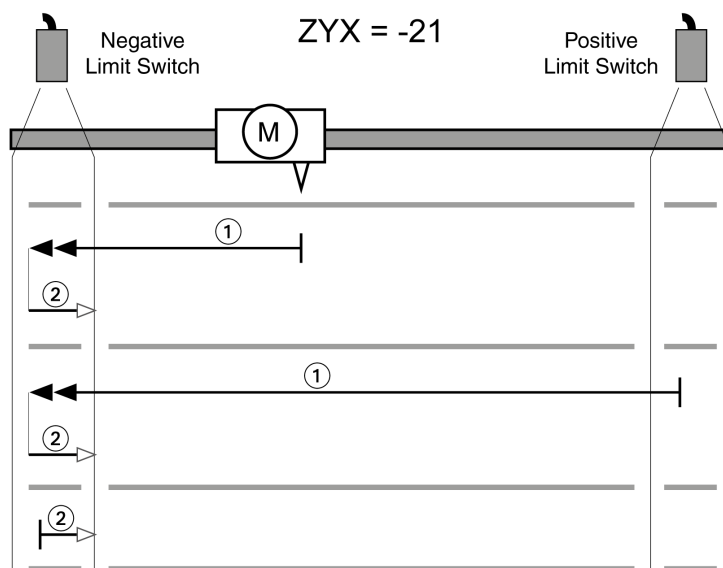 ZYX = -21
Negative
Limit Switch
Positive
Limit Switch
M
1
2
1
2
2